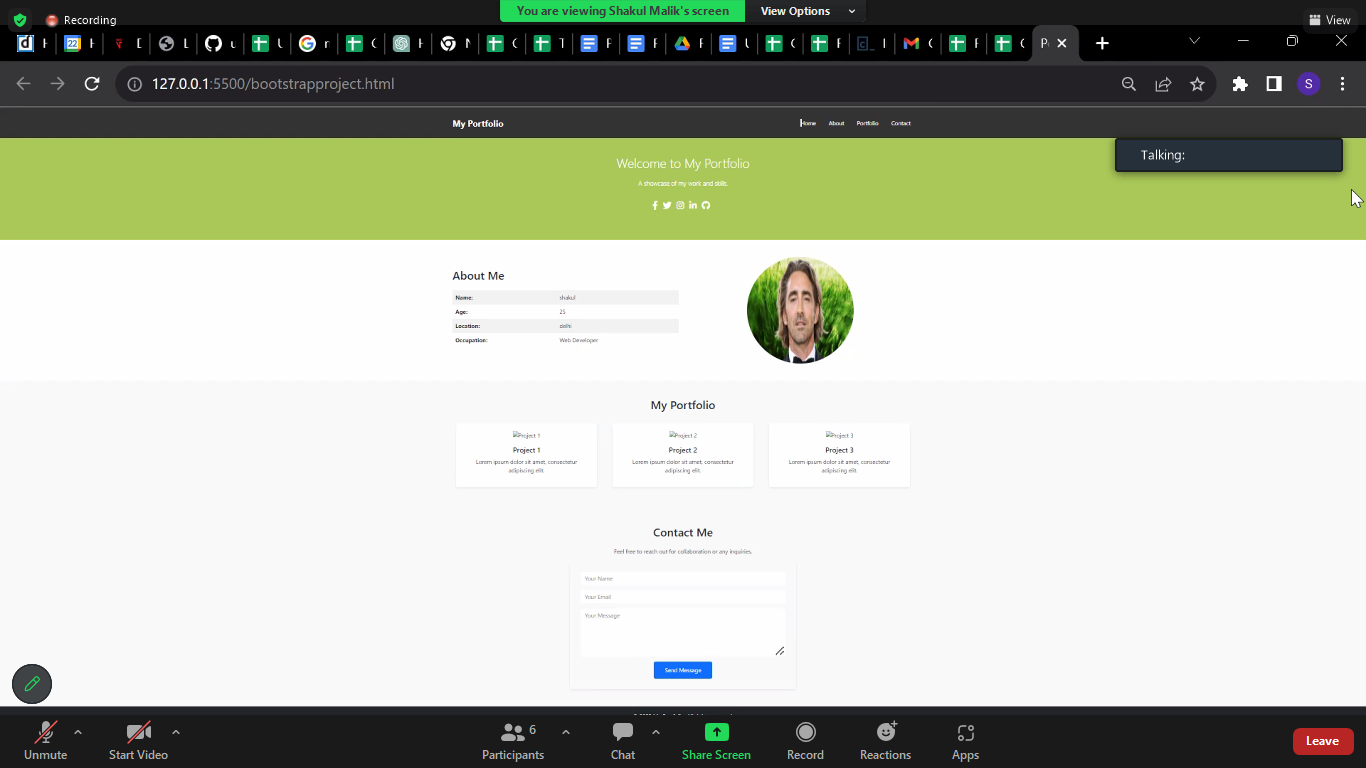 You are viewing Shakul Malik's screen
View Options
Recording
View
127.0.0.1:5500/bootstrapproject.html
S
My Portfolio
Home About Portfolio Contact
Talking:
Welcome to My Portfolio
A showcase of my work and skills.
About Me
Name: shakul
Age: 25
Location: delhi
Occupation: Web Developer
My Portfolio
Project 1 Project 2 Project 3
Project 1 Project 2 Project 3
Lorem ipsum dolor sit amet, consectetur Lorem ipsum dolor sit amet, consectetur Lorem ipsum dolor sit amet, consectetur
adipiscing elit. adipiscing elit. adipiscing elit.
Contact Me
Feel free to reach out for collaboration or any inquiries.
Your Name
Your Email
Your Message
Send Message
Unmute Start Video Participants 6 Chat Share Screen Record Reactions Apps Leave